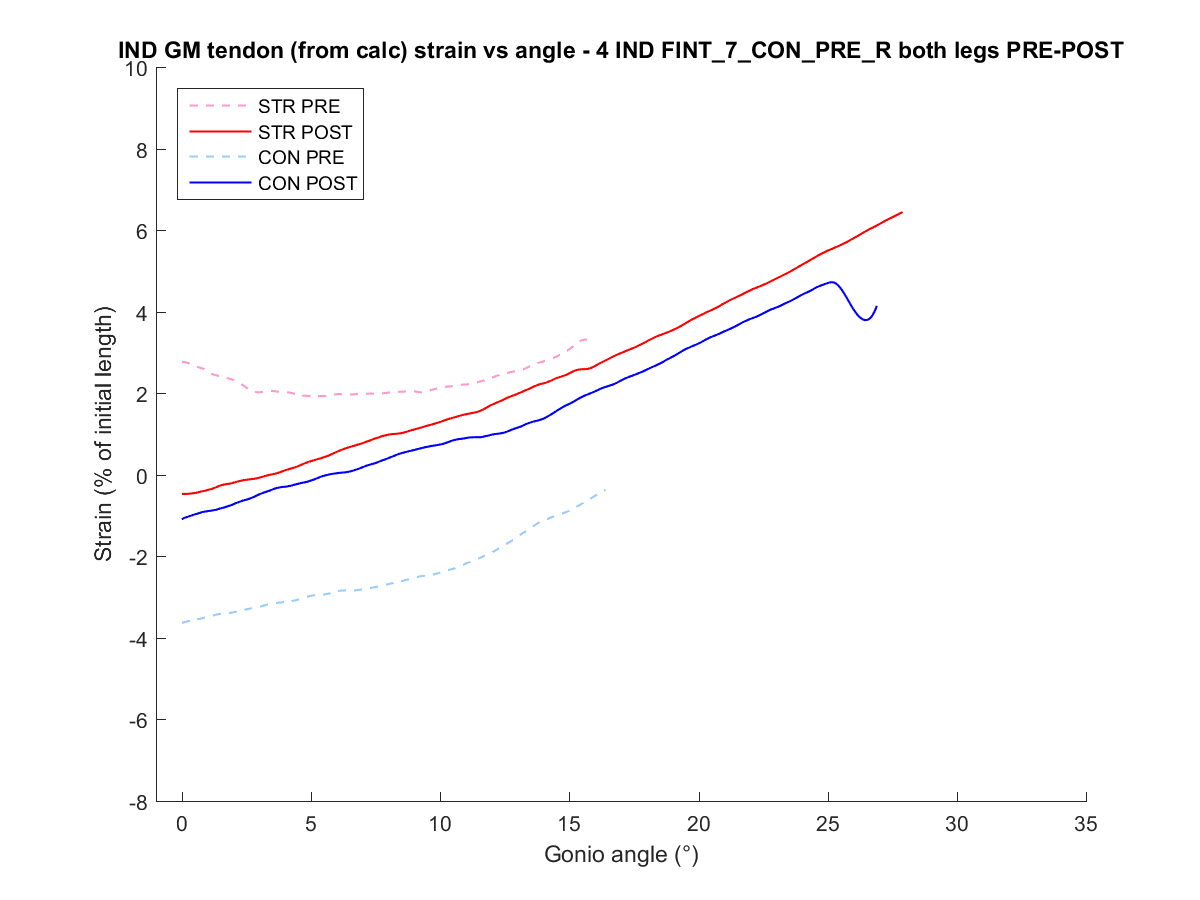 IND GM tendon (from calc) strain vs angle - 4 IND FINT_7_CON_PRE_R both legs PRE-POST
10
8
6
4
2
0
-2
-4
-6
-8
Strain (% of initial length)
STR PRE
STR POST
CON PRE
CON POST
0 5 10 15 20 25 30 35
Gonio angle (°)